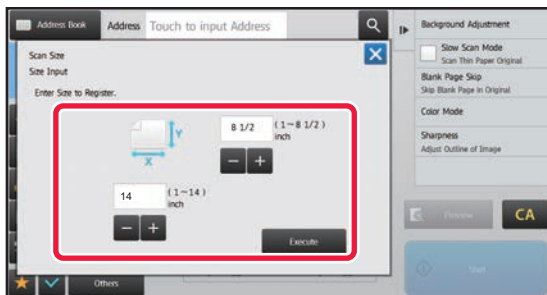 Address Book Address Touch to input Address
Scan Size
Size Input
Enter Size to Register.
Y
X
8 1/2 (1~8 1/2)
inch
14 (1~14)
inch
Execute
Others
Background Adjustment
Slow Scan Mode
Scan Thin Paper Original
Blank Page Skip
Skip Blank Page in Original
Color Mode
Sharpness
Adjust Outline of Image
Preview
CA
Start